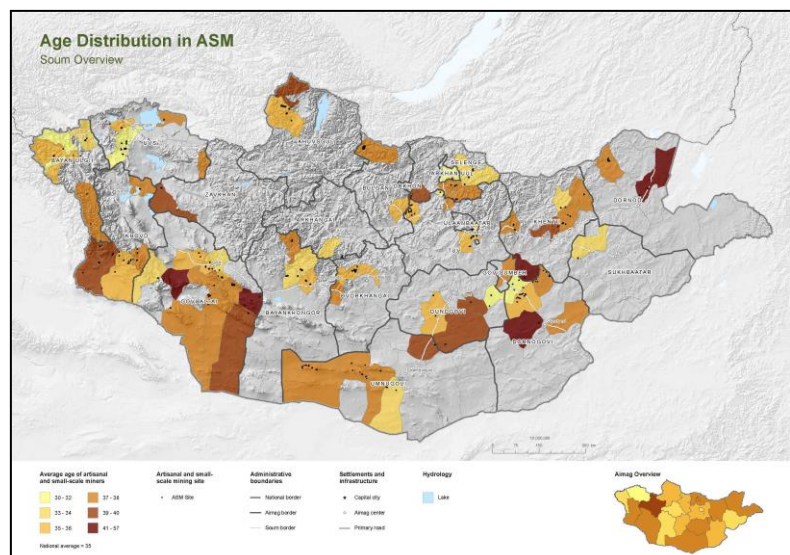 Age Distribution in ASM
Soum Overview
BAYAN-ULGII
UVS
KHUVSGUL
ZAVKHAN
KHOVD
GOVI-ALTAI
BAYANKHONGOR
ARKHANGAI
UVURKHANGAI
BULGAN
ORKHON
SELENGE
DARKHAN-UUL
ULAANBAATAR
TUV
KHENTII
DORNOD
SUKHBAATAR
GOVISUMBER
DUNDGOVI
DORNOGOVI
UMNUGOVI
Average age of artisanal
and small-scale miners
30 - 32
33 - 34
35 - 36
37 - 38
39 - 40
41 - 57
National average = 35
Artisanal and small-
scale mining site
ASM Site
Administrative
boundaries
National border
Aimag border
Soum border
Settlements and
infrastructure
Capital city
Aimag center
Primary road
Hydrology
Lake
Aimag Overview